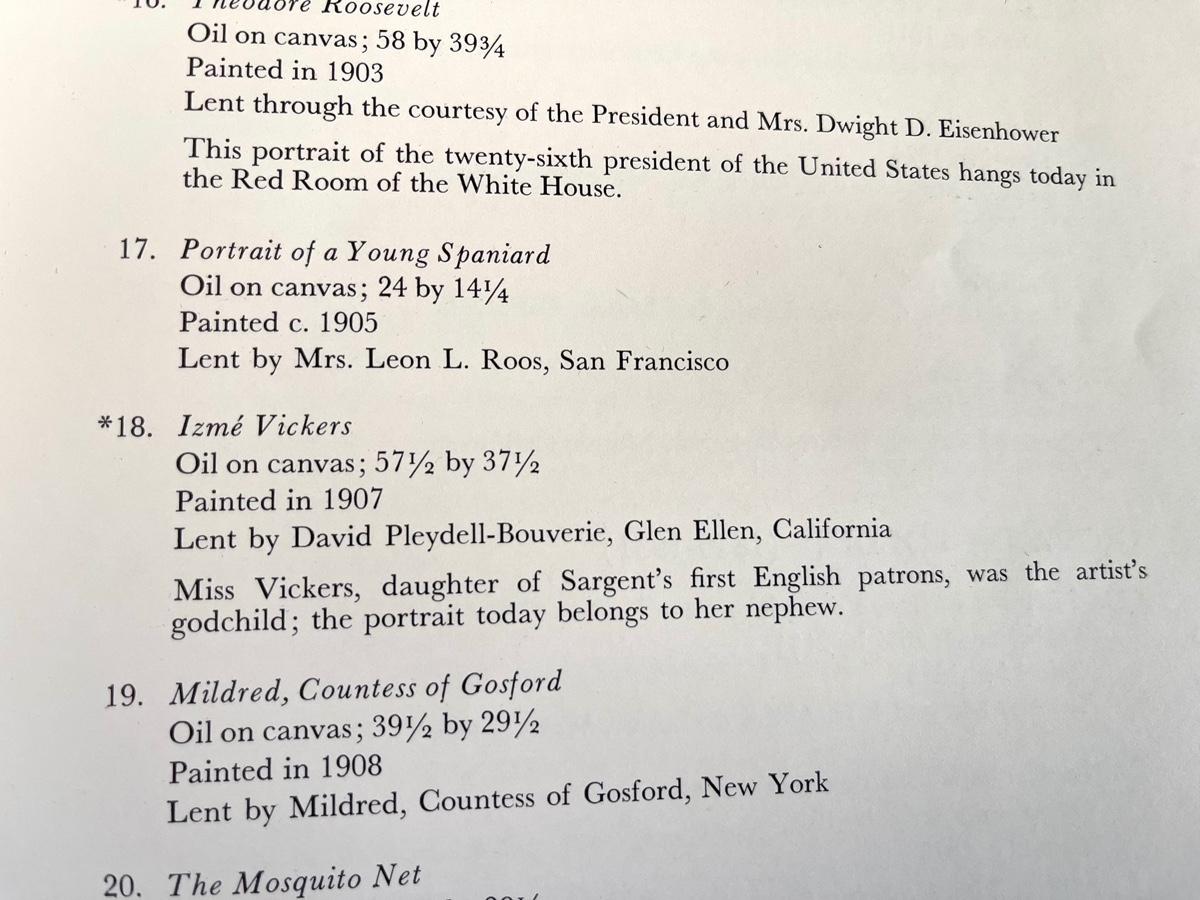 *16. Theodore Roosevelt
Oil on canvas; 58 by 39¾
Painted in 1903
Lent through the courtesy of the President and Mrs. Dwight D. Eisenhower
This portrait of the twenty-sixth president of the United States hangs today in
the Red Room of the White House.
17. Portrait of a Young Spaniard
Oil on canvas; 24 by 14¼
Painted c. 1905
Lent by Mrs. Leon L. Roos, San Francisco
*18. Izmé Vickers
Oil on canvas; 57½ by 37½
Painted in 1907
Lent by David Pleydell-Bouverie, Glen Ellen, California
Miss Vickers, daughter of Sargent's first English patrons, was the artist's
godchild; the portrait today belongs to her nephew.
19. Mildred, Countess of Gosford
Oil on canvas; 39½ by 29½
Painted in 1908
Lent by Mildred, Countess of Gosford, New York
20. The Mosquito Net